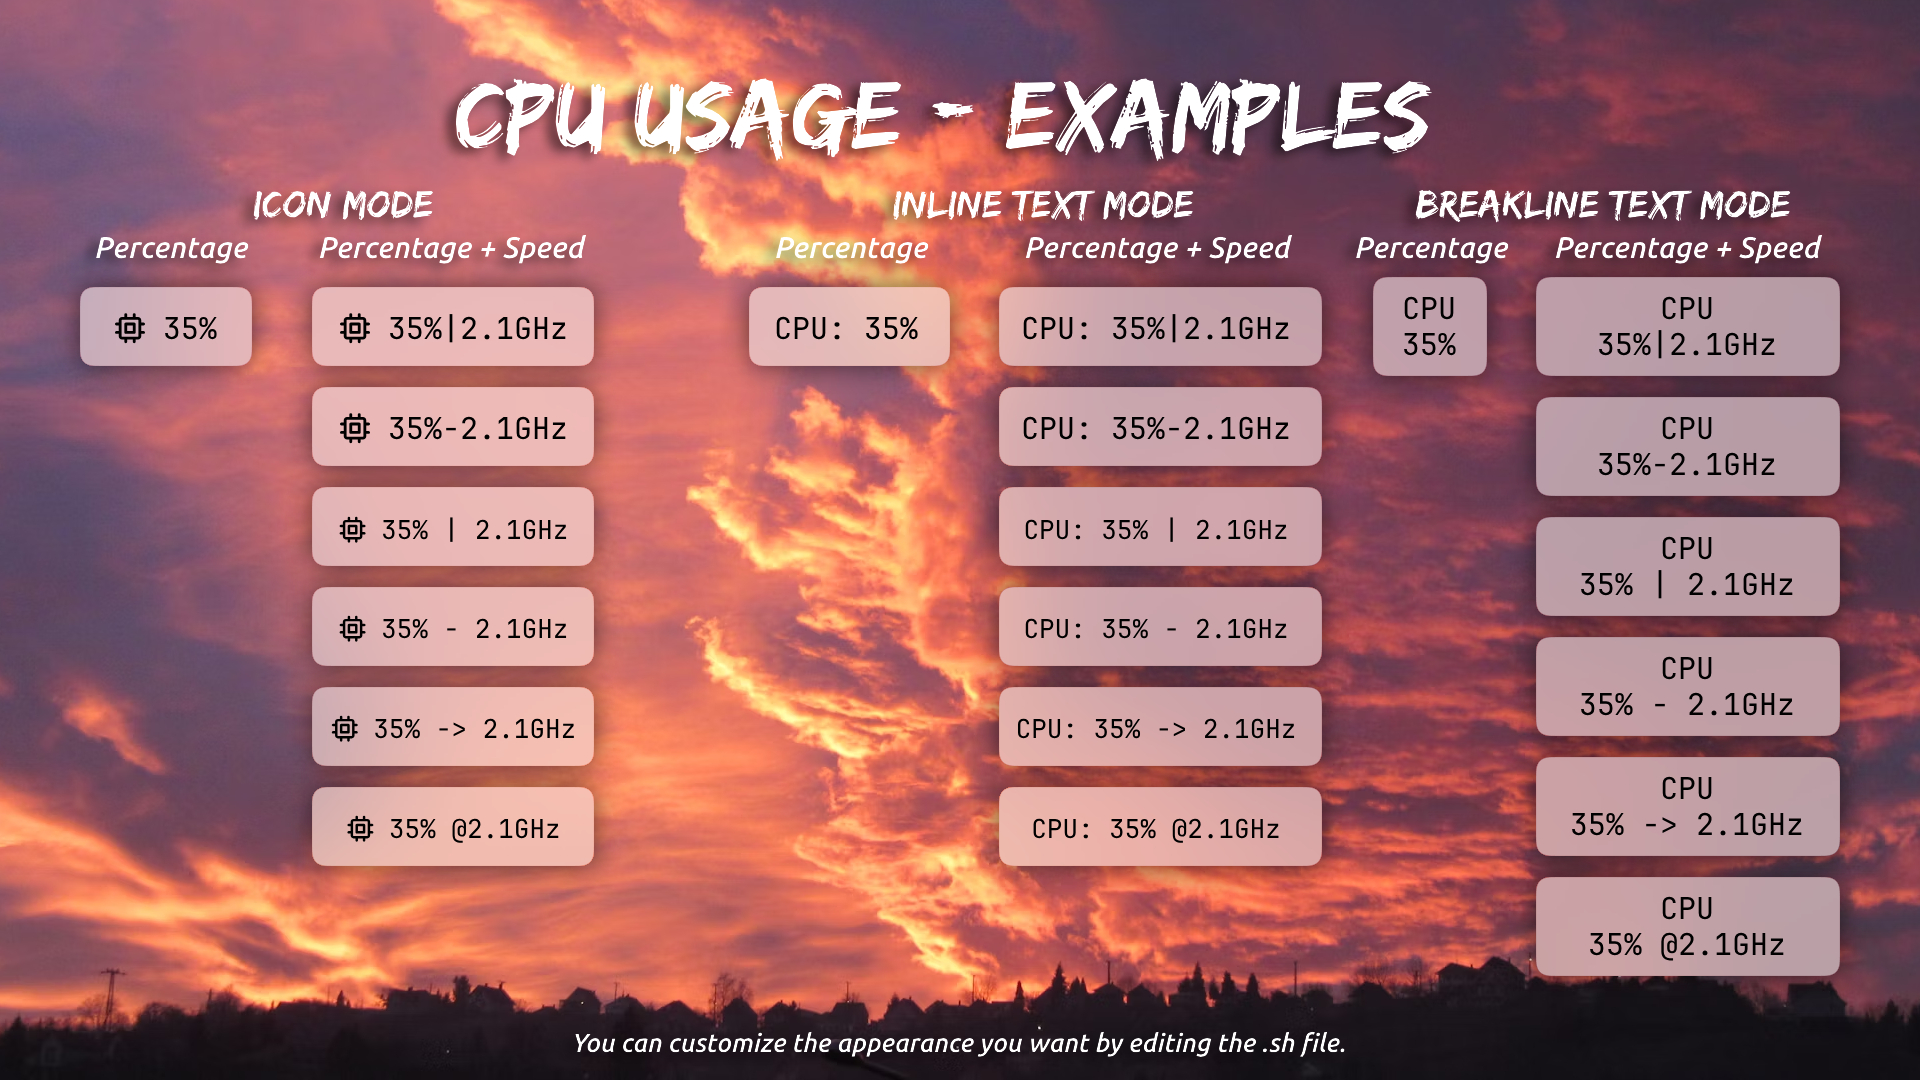 CPU USAGE - EXAMPLES
ICON MODE
Percentage
Percentage + Speed
35%
35%|2.1GHz
35%-2.1GHz
35% | 2.1GHz
35% - 2.1GHz
35% -> 2.1GHz
35% @2.1GHz
INLINE TEXT MODE
Percentage
Percentage + Speed
CPU: 35%
CPU: 35%|2.1GHz
CPU: 35%-2.1GHz
CPU: 35% | 2.1GHz
CPU: 35% - 2.1GHz
CPU: 35% -> 2.1GHz
CPU: 35% @2.1GHz
BREAKLINE TEXT MODE
Percentage
Percentage + Speed
CPU
35%
CPU
35%|2.1GHz
CPU
35%-2.1GHz
CPU
35% | 2.1GHz
CPU
35% - 2.1GHz
CPU
35% -> 2.1GHz
CPU
35% @2.1GHz
You can customize the appearance you want by editing the .sh file.